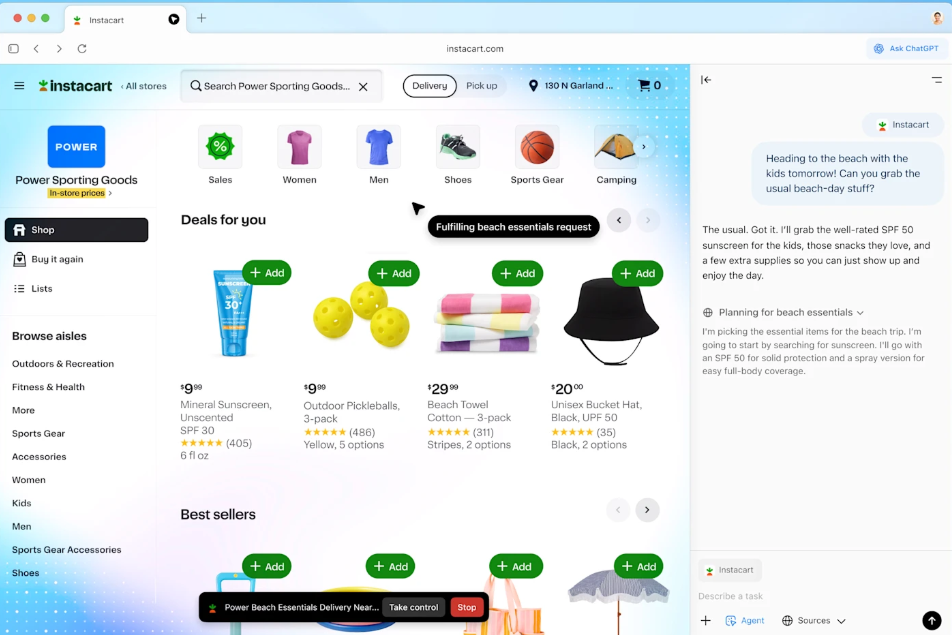 Instacart
instacart.com
Ask ChatGPT
instacart
‹ All stores
Search Power Sporting Goods...
Delivery
Pick up
130 N Garland ...
0
POWER
Power Sporting Goods
In-store prices
Shop
Buy it again
Lists
Browse aisles
Outdoors & Recreation
Fitness & Health
More
Sports Gear
Accessories
Women
Kids
Men
Sports Gear Accessories
Shoes
%
Sales
Women
Men
Shoes
Sports Gear
Camping
Deals for you
Fulfilling beach essentials request
+ Add
+ Add
+ Add
+ Add
SUNSCREEN
SPF
30+
$9.99
Mineral Sunscreen,
Unscented
SPF 30
★★★★★ (405)
6 fl oz
$9.99
Outdoor Pickleballs,
3-pack
★★★★★ (486)
Yellow, 5 options
$29.99
Beach Towel
Cotton — 3-pack
★★★★★ (311)
Stripes, 2 options
$20.00
Unisex Bucket Hat,
Black, UPF 50
★★★★★ (35)
Black, 2 options
Best sellers
+ Add
+ Add
+ Add
+ Add
Power Beach Essentials Delivery Near...
Take control
Stop
Instacart
Heading to the beach with the
kids tomorrow! Can you grab the
usual beach-day stuff?
The usual. Got it. I'll grab the well-rated SPF 50
sunscreen for the kids, those snacks they love, and
a few extra supplies so you can just show up and
enjoy the day.
Planning for beach essentials
I'm picking the essential items for the beach trip. I'm
going to start by searching for sunscreen. I'll go with
an SPF 50 for solid protection and a spray version for
easy full-body coverage.
Instacart
Describe a task
Agent
Sources